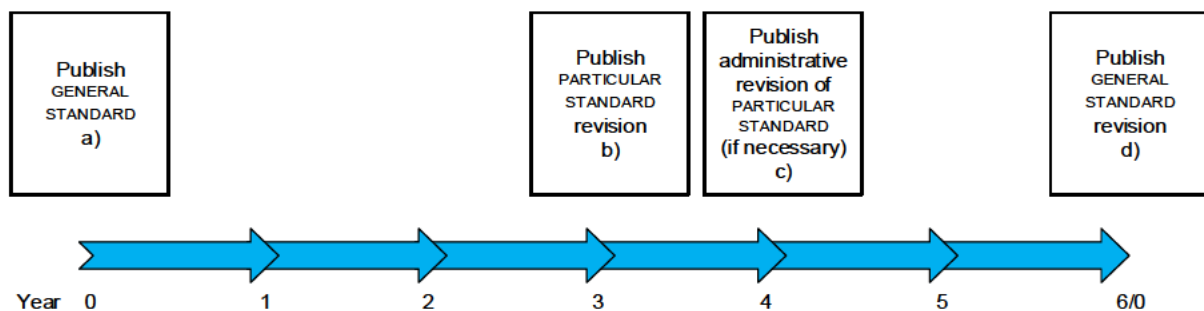 Publish
GENERAL
STANDARD
a)
Publish
PARTICULAR
STANDARD
revision
b)
Publish
administrative
revision of
PARTICULAR
STANDARD
(if necessary)
c)
Publish
GENERAL
STANDARD
revision
d)
Year 0 1 2 3 4 5 6/0